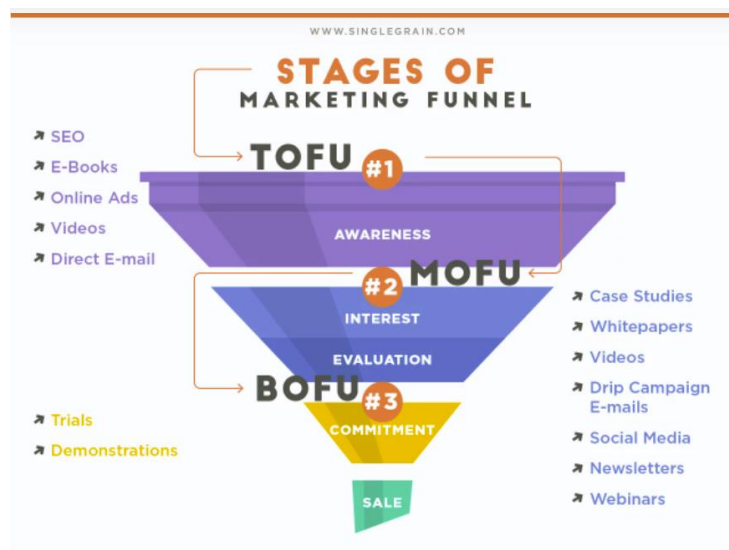 WWW.SINGLEGRAIN.COM
STAGES OF
MARKETING FUNNEL
TOFU #1
SEO
E-Books
Online Ads
Videos
Direct E-mail
AWARENESS
#2 MOFU
INTEREST
EVALUATION
Case Studies
Whitepapers
Videos
Drip Campaign
E-mails
Social Media
Newsletters
Webinars
BOFU #3
COMMITMENT
Trials
Demonstrations
SALE